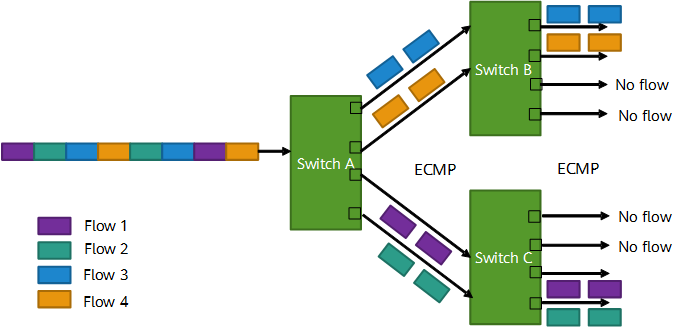 Switch B
No flow
No flow
Switch A
ECMP
ECMP
Flow 1
Flow 2
Flow 3
Flow 4
Switch C
No flow
No flow